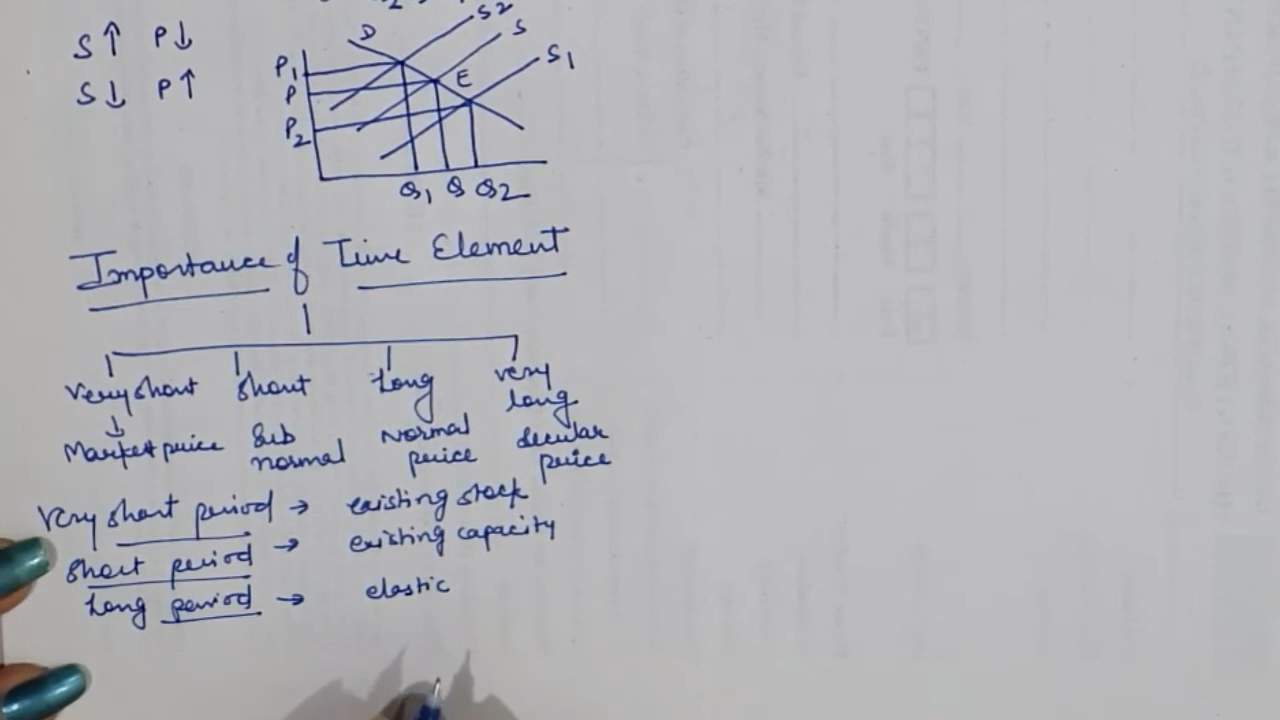 S2
S↑ P↓
D
S
S1
P1
E
S↓ P↑
P
P2
Q1 Q Q2
Importance of Time Element
Very short short Long very long
↓
Market price Sub normal Normal price Secular price
Very short period → existing stock
short period → existing capacity
Long period → elastic